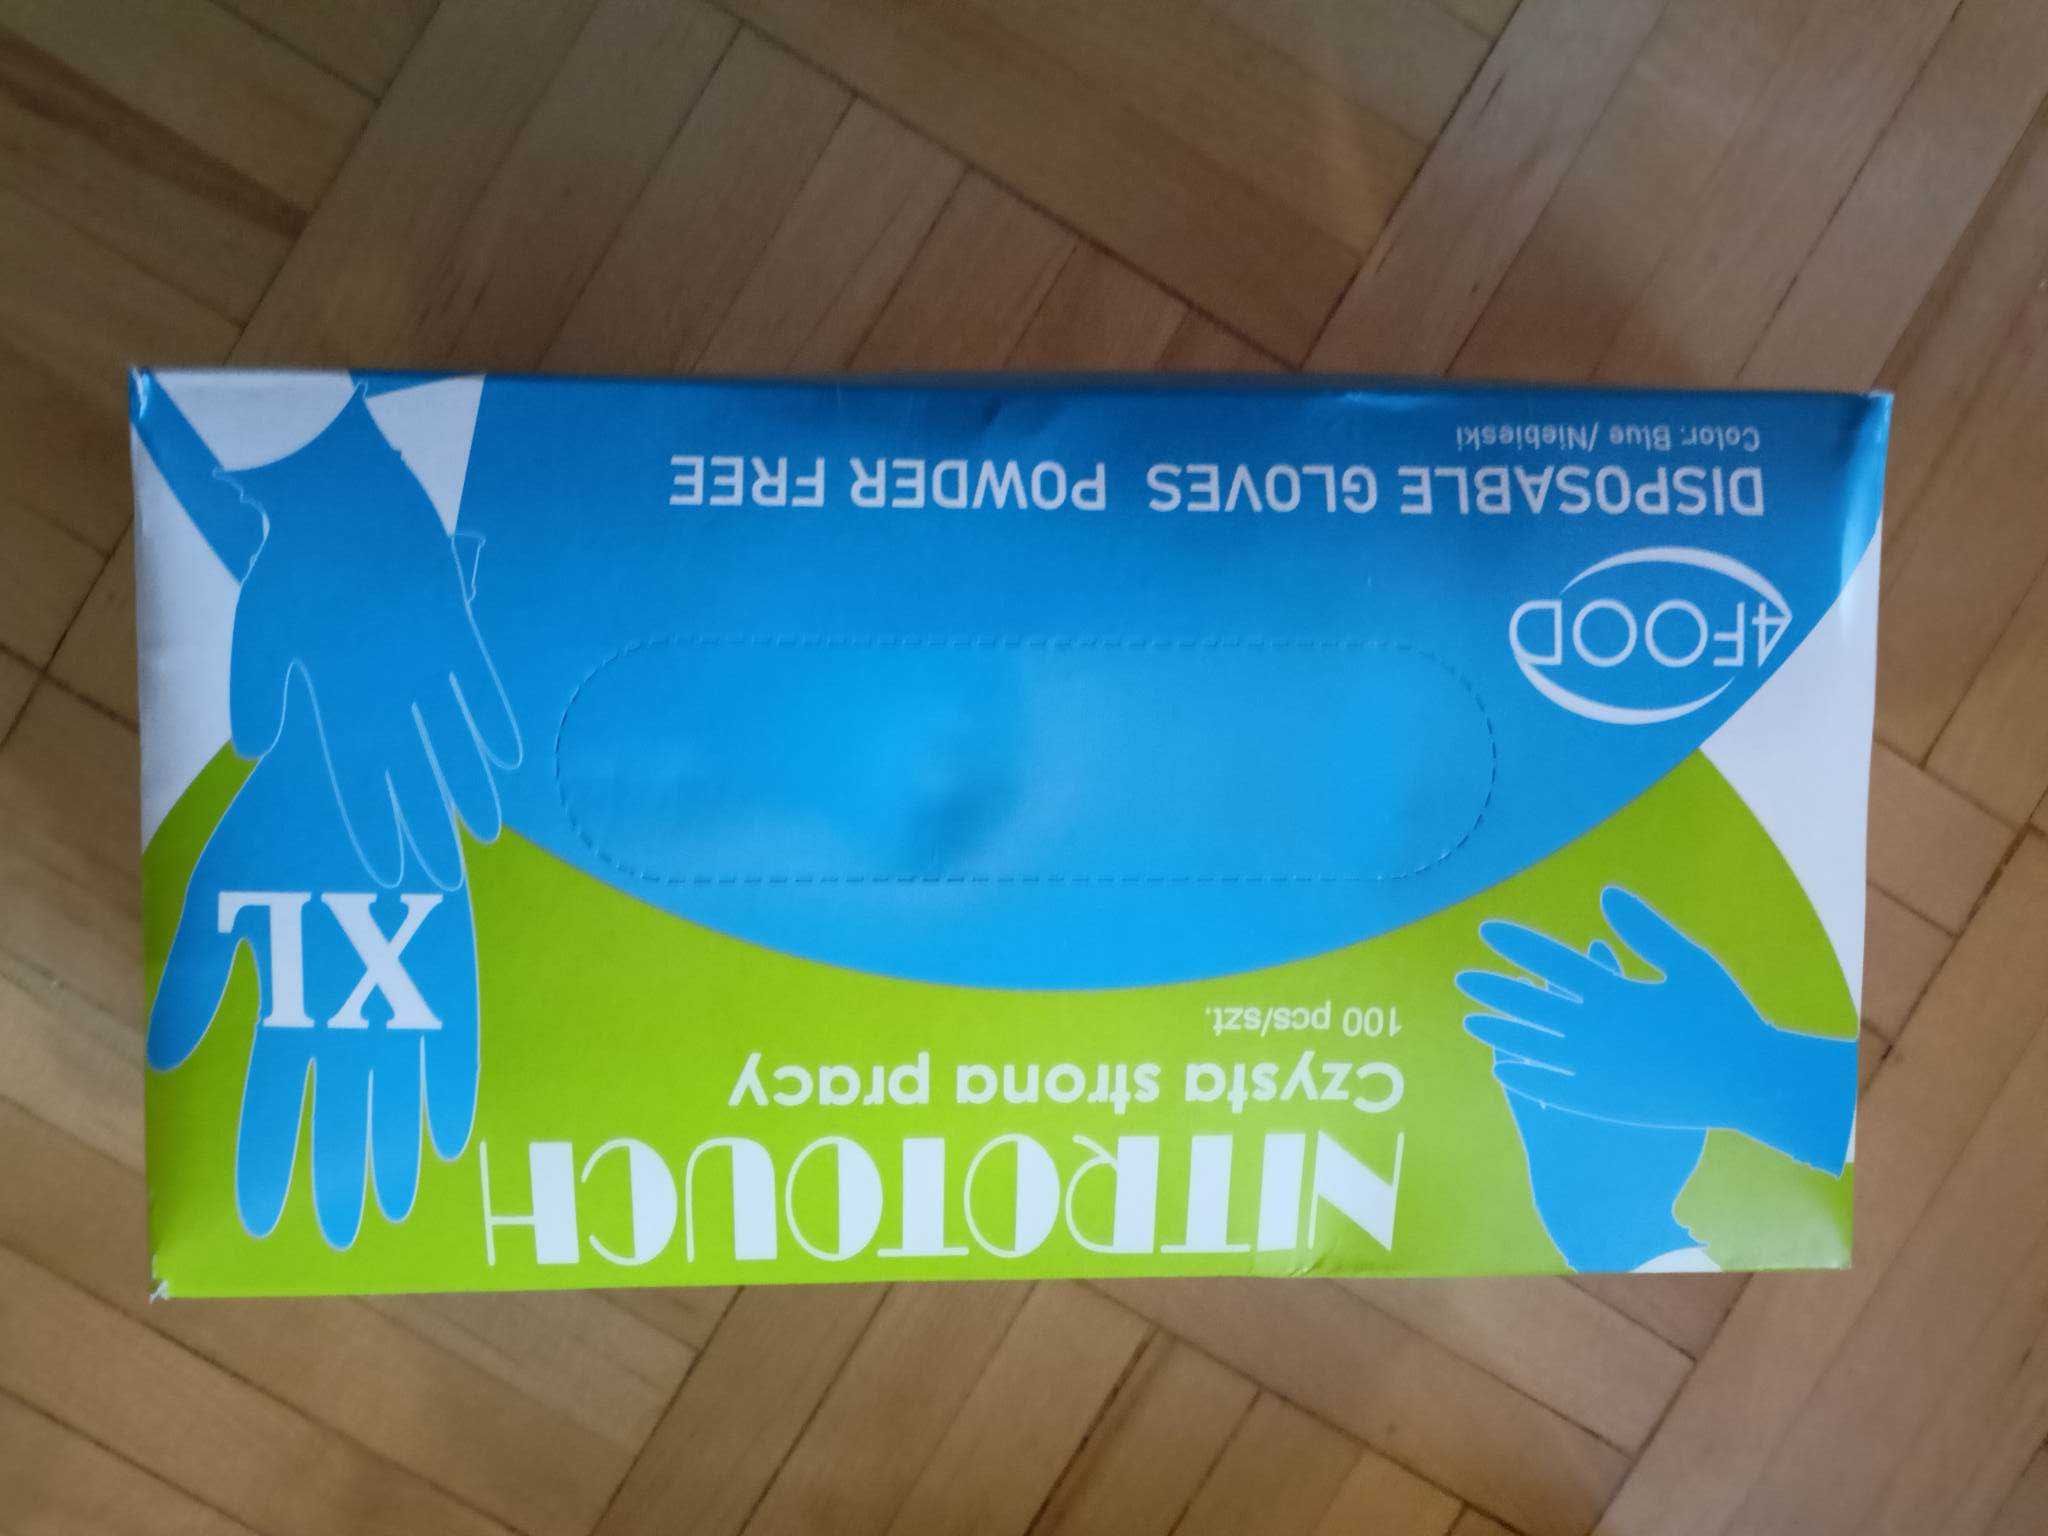 NITROTOUCH
Czysta strona pracy
100 pcs/szt.
XL
4FOOD
DISPOSABLE GLOVES POWDER FREE
Color: Blue /Niebieski